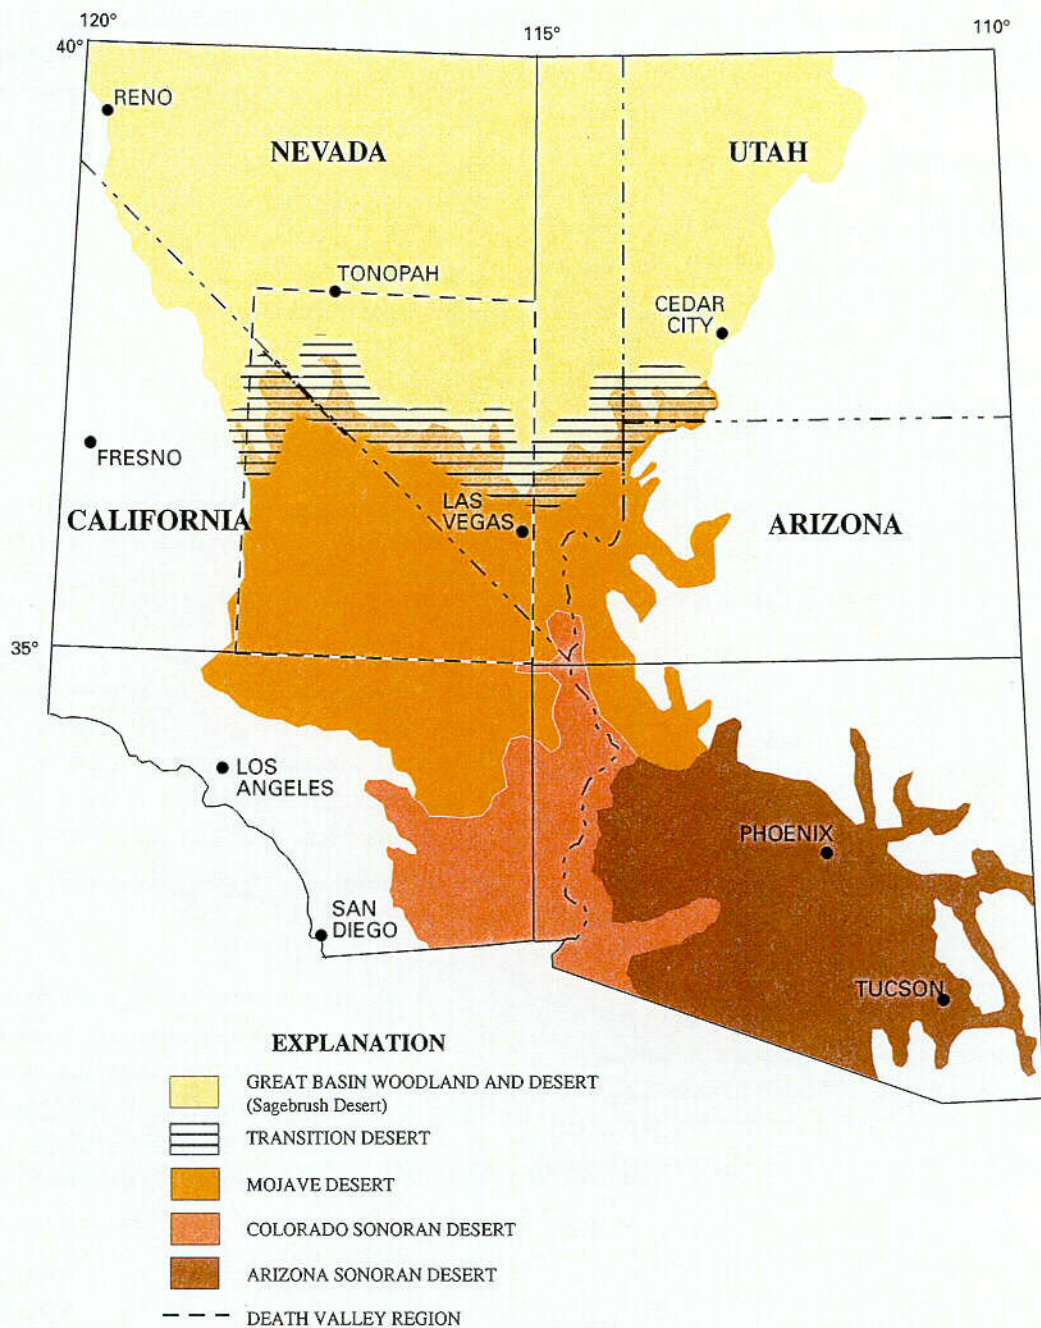 120°
115°
110°
40°
RENO
NEVADA
UTAH
TONOPAH
CEDAR
CITY
FRESNO
CALIFORNIA
LAS
VEGAS
ARIZONA
35°
LOS
ANGELES
PHOENIX
SAN
DIEGO
TUCSON
EXPLANATION
GREAT BASIN WOODLAND AND DESERT
(Sagebrush Desert)
TRANSITION DESERT
MOJAVE DESERT
COLORADO SONORAN DESERT
ARIZONA SONORAN DESERT
DEATH VALLEY REGION